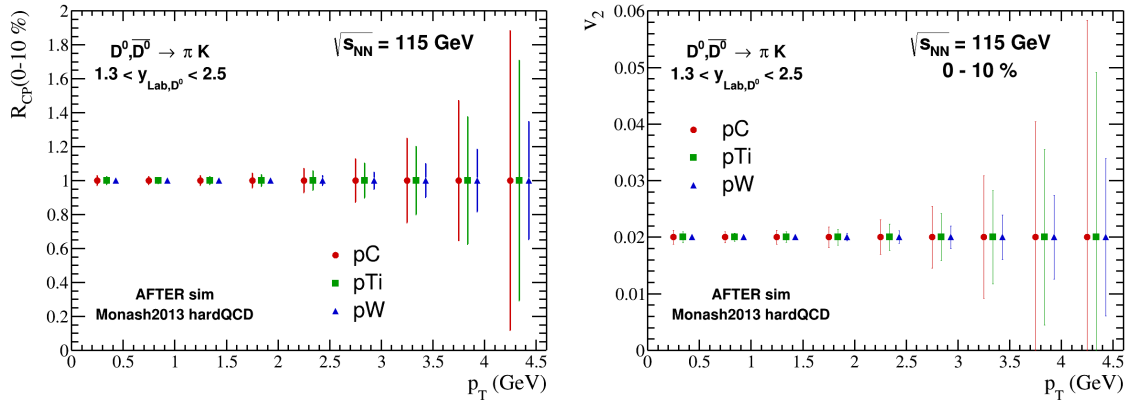 R_CP(0-10 %)
2
1.8
1.6
1.4
1.2
1
0.8
0.6
0.4
0.2
0
D⁰,D̅⁰ → π K
1.3 < y_Lab,D⁰ < 2.5
√s_NN = 115 GeV
pC
pTi
pW
AFTER sim
Monash2013 hardQCD
0 0.5 1 1.5 2 2.5 3 3.5 4 4.5
p_T (GeV)
v_2
0.06
0.05
0.04
0.03
0.02
0.01
0
D⁰,D̅⁰ → π K
1.3 < y_Lab,D⁰ < 2.5
√s_NN = 115 GeV
0 - 10 %
pC
pTi
pW
AFTER sim
Monash2013 hardQCD
0 0.5 1 1.5 2 2.5 3 3.5 4 4.5
p_T (GeV)